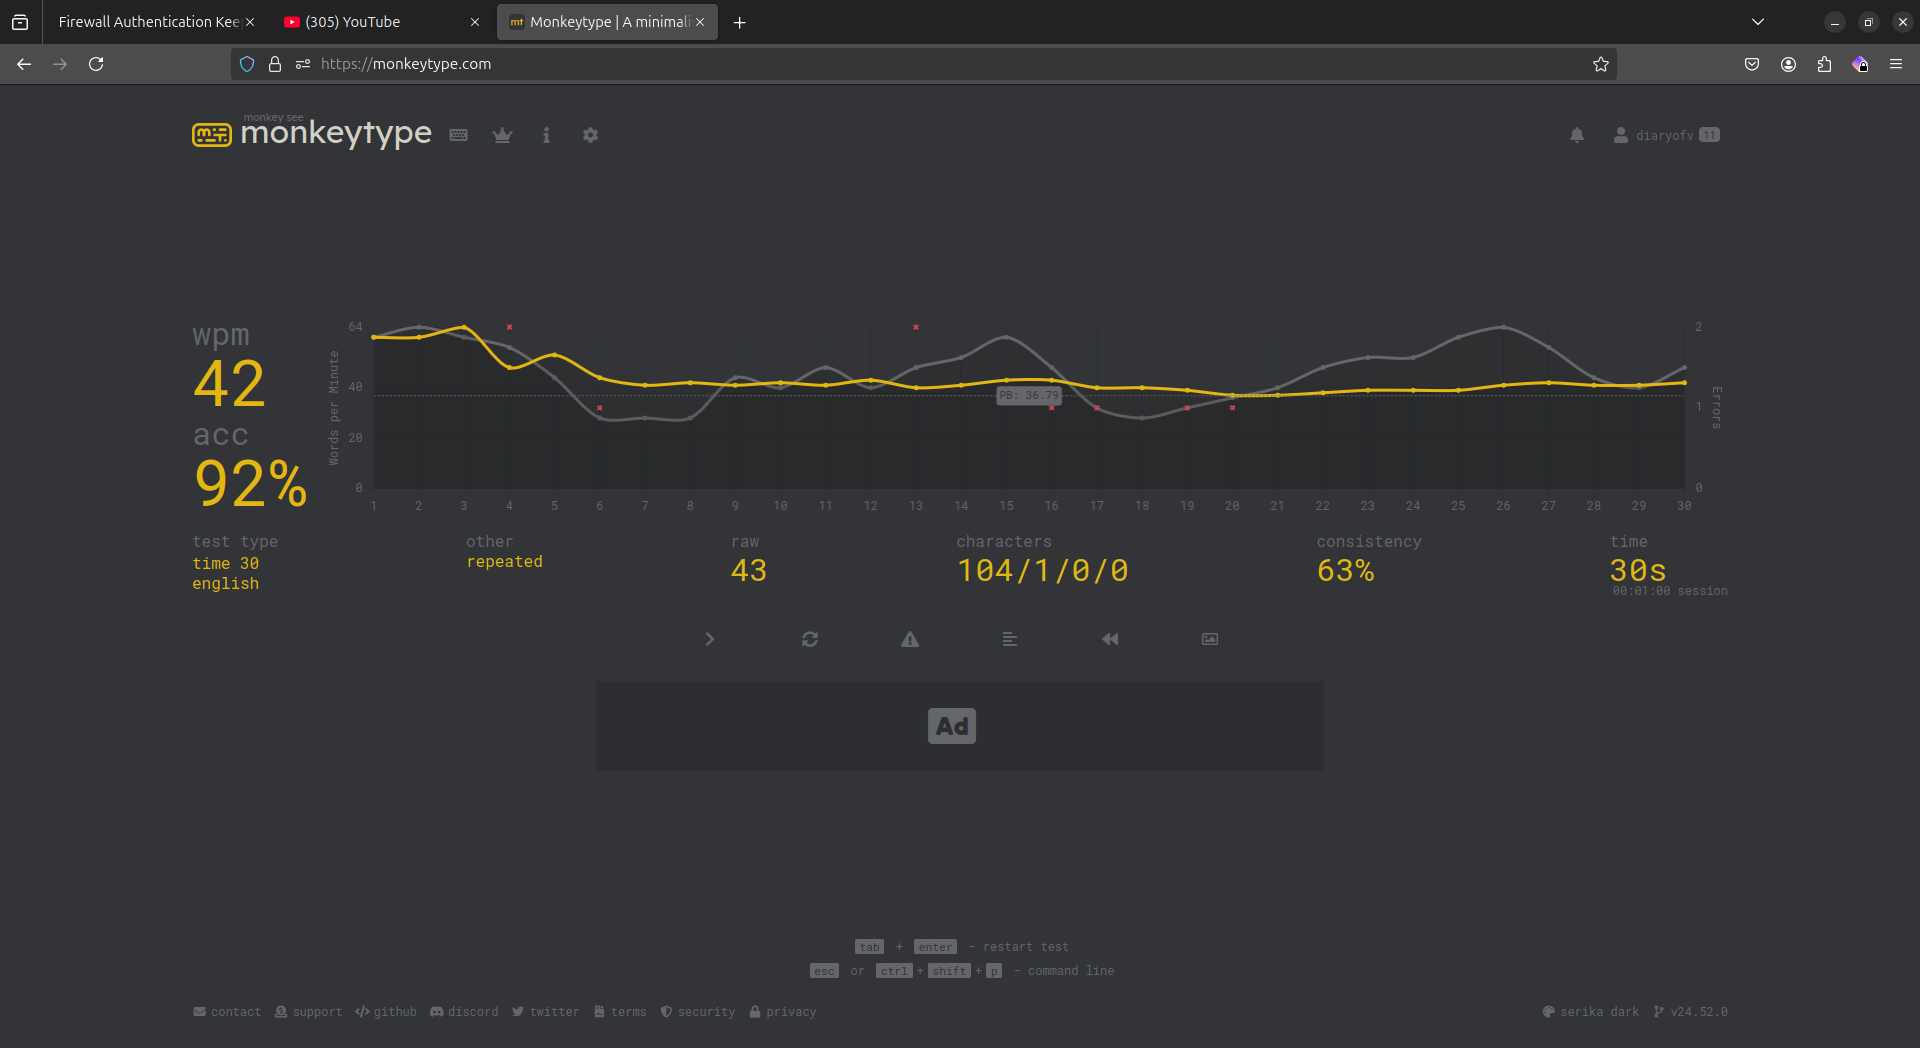 Firewall Authentication Kee
(305) YouTube
Monkeytype | A minimali
https://monkeytype.com
monkey see
monkeytype
diaryofv 11
wpm
42
acc
92%
Words per Minute
64
40
20
0
PB: 36.79
2
1
0
Errors
1 2 3 4 5 6 7 8 9 10 11 12 13 14 15 16 17 18 19 20 21 22 23 24 25 26 27 28 29 30
test type
time 30
english
other
repeated
raw
43
characters
104/1/0/0
consistency
63%
time
30s
00:01:00 session
Ad
tab + enter - restart test
esc or ctrl + shift + p - command line
contact support github discord twitter terms security privacy
serika dark v24.52.0